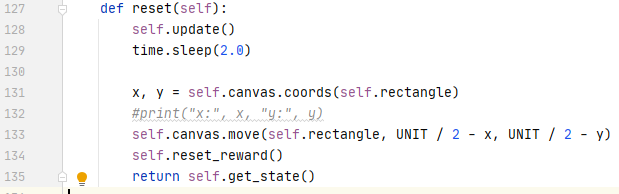 127 def reset(self):
128 self.update()
129 time.sleep(2.0)
130
131 x, y = self.canvas.coords(self.rectangle)
132 #print("x:", x, "y:", y)
133 self.canvas.move(self.rectangle, UNIT / 2 - x, UNIT / 2 - y)
134 self.reset_reward()
135 return self.get_state()